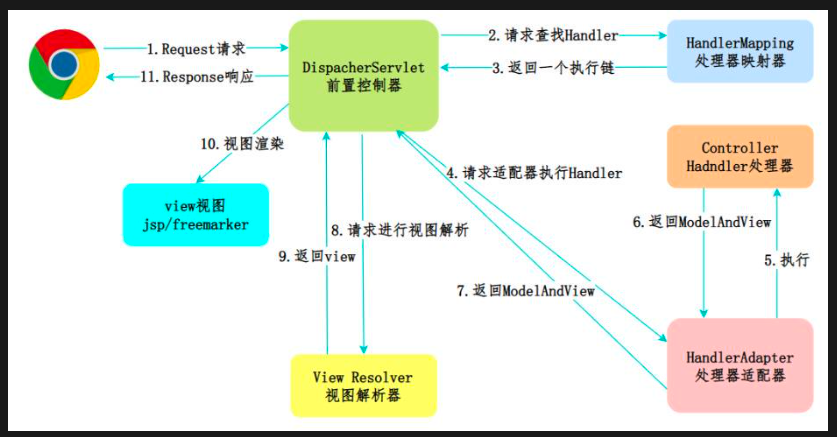 1.Request请求
11.Response响应
DispacherServlet
前置控制器
2.请求查找Handler
3.返回一个执行链
HandlerMapping
处理器映射器
Controller
Hadndler处理器
10.视图渲染
4.请求适配器执行Handler
view视图
jsp/freemarker
8.请求进行视图解析
9.返回view
6.返回ModelAndView
5.执行
7.返回ModelAndView
View Resolver
视图解析器
HandlerAdapter
处理器适配器